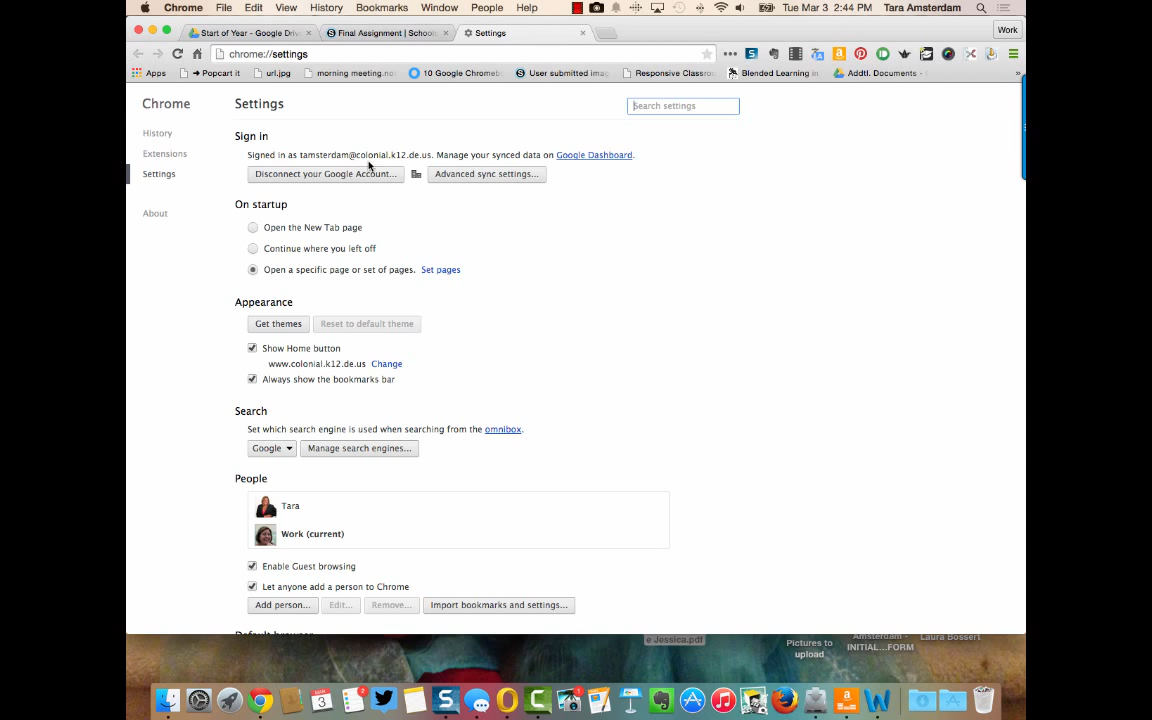 Chrome File Edit View History Bookmarks Window People Help Tue Mar 3 2:44 PM Tara Amsterdam
Start of Year - Google Driv Final Assignment | School Settings Work
chrome://settings
Apps Popcart it url.jpg morning meeting.no 10 Google Chromeb User submitted imag Responsive Classro Blended Learning in Addtl. Documents - »
Chrome Settings Search settings
History
Extensions
Settings
About
Sign in
Signed in as tamsterdam@colonial.k12.de.us. Manage your synced data on Google Dashboard.
Disconnect your Google Account... Advanced sync settings...
On startup
Open the New Tab page
Continue where you left off
Open a specific page or set of pages. Set pages
Appearance
Get themes Reset to default theme
Show Home button
www.colonial.k12.de.us Change
Always show the bookmarks bar
Search
Set which search engine is used when searching from the omnibox.
Google Manage search engines...
People
Tara
Work (current)
Enable Guest browsing
Let anyone add a person to Chrome
Add person... Edit... Remove... Import bookmarks and settings...
Default browser
e Jessica.pdf
Pictures to
upload
Amsterdam -
INITIAL...FORM
Laura Bossert
MAR
3